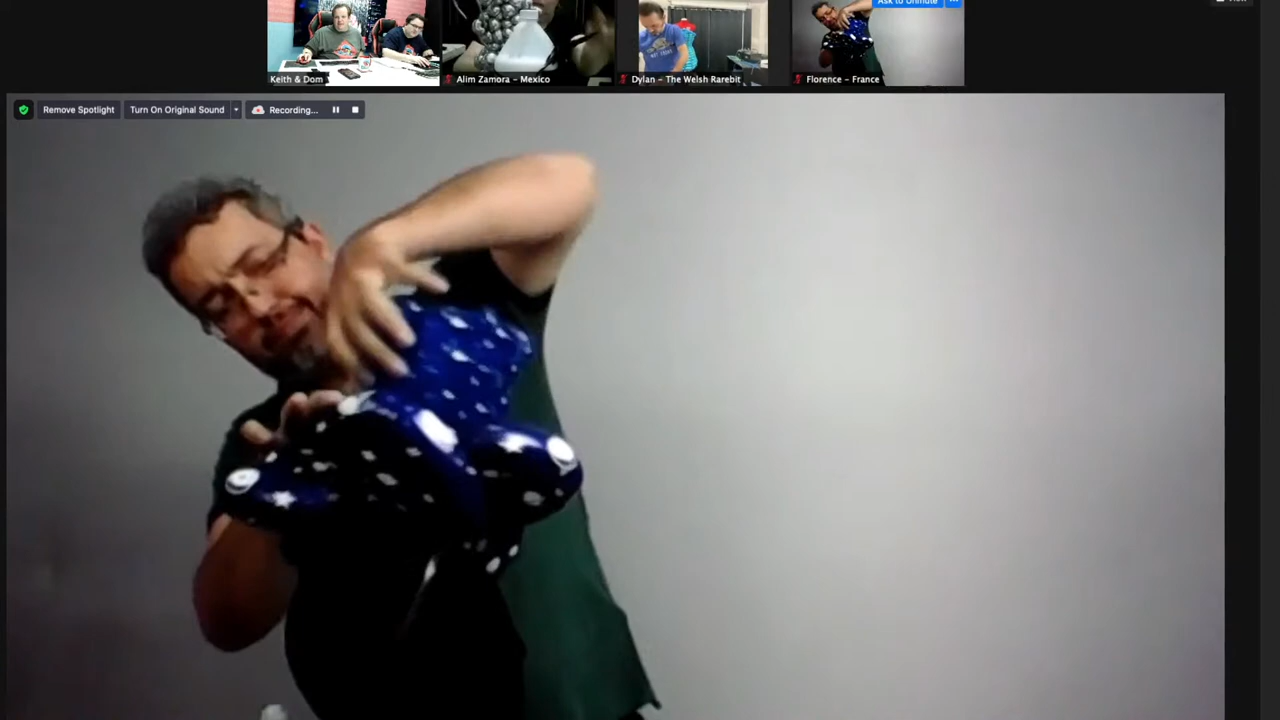 Ask to Unmute
Keith & Dom
Alim Zamora - Mexico
Dylan - The Welsh Rarebit
Florence - France
Remove Spotlight
Turn On Original Sound
Recording...